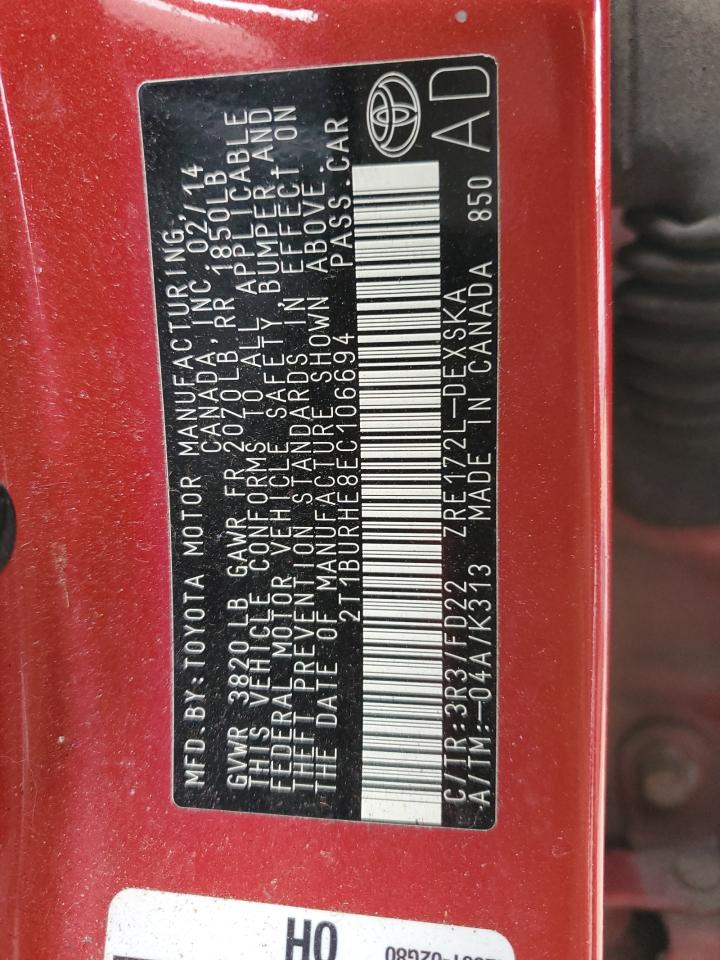 MFD.BY:TOYOTA MOTOR MANUFACTURING
CANADA,INC. 02/14
GVWR 3820LB GAWR FR 2070LB,RR 1850LB
THIS VEHICLE CONFORMS TO ALL APPLICABLE
FEDERAL MOTOR VEHICLE SAFETY,BUMPER,AND
THEFT PREVENTION STANDARDS IN EFFECT ON
THE DATE OF MANUFACTURE SHOWN ABOVE.
2T1BURHE8EC106694 PASS.CAR
C/TR:3R3/FD22 ZRE172L-DEXSKA
A/TM:-04A/K313 MADE IN CANADA 850
AD
HO